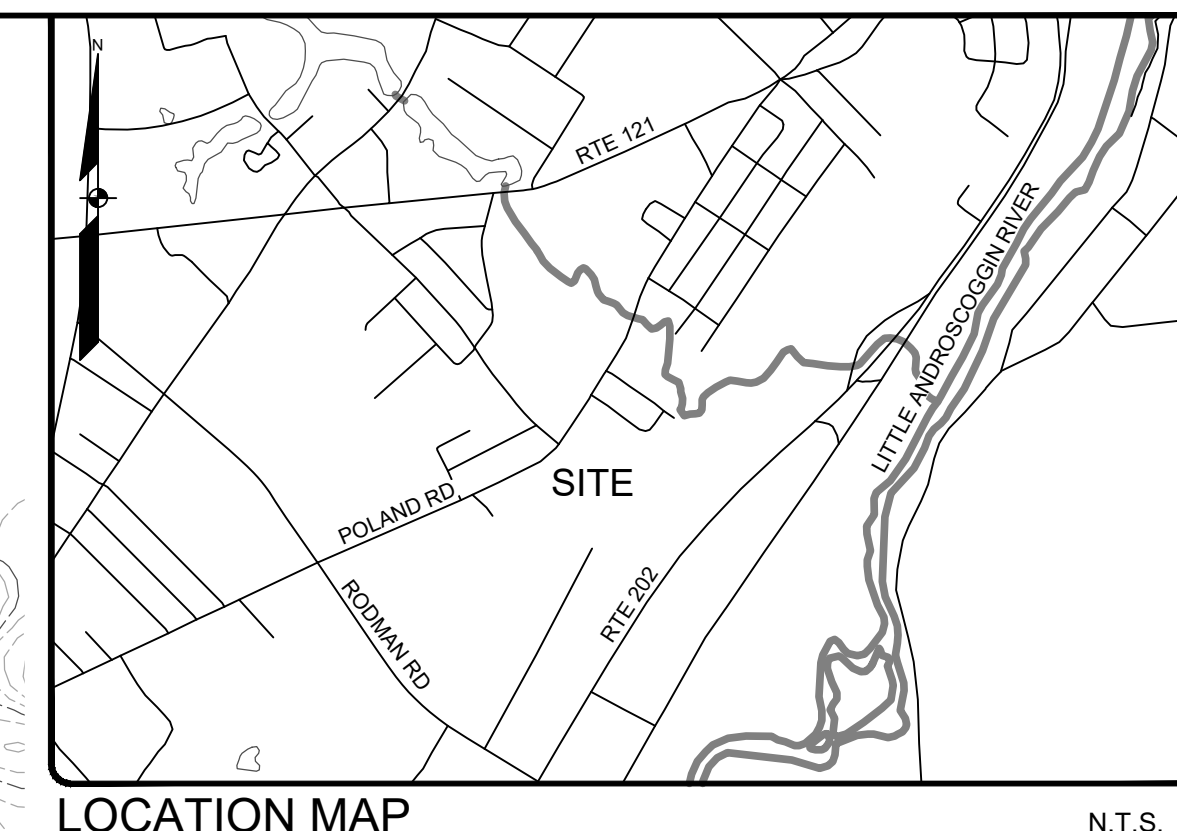 N
RTE 121
LITTLE ANDROSCOGGIN RIVER
SITE
POLAND RD,
RTE 202
RODMAN RD
LOCATION MAP
N.T.S.